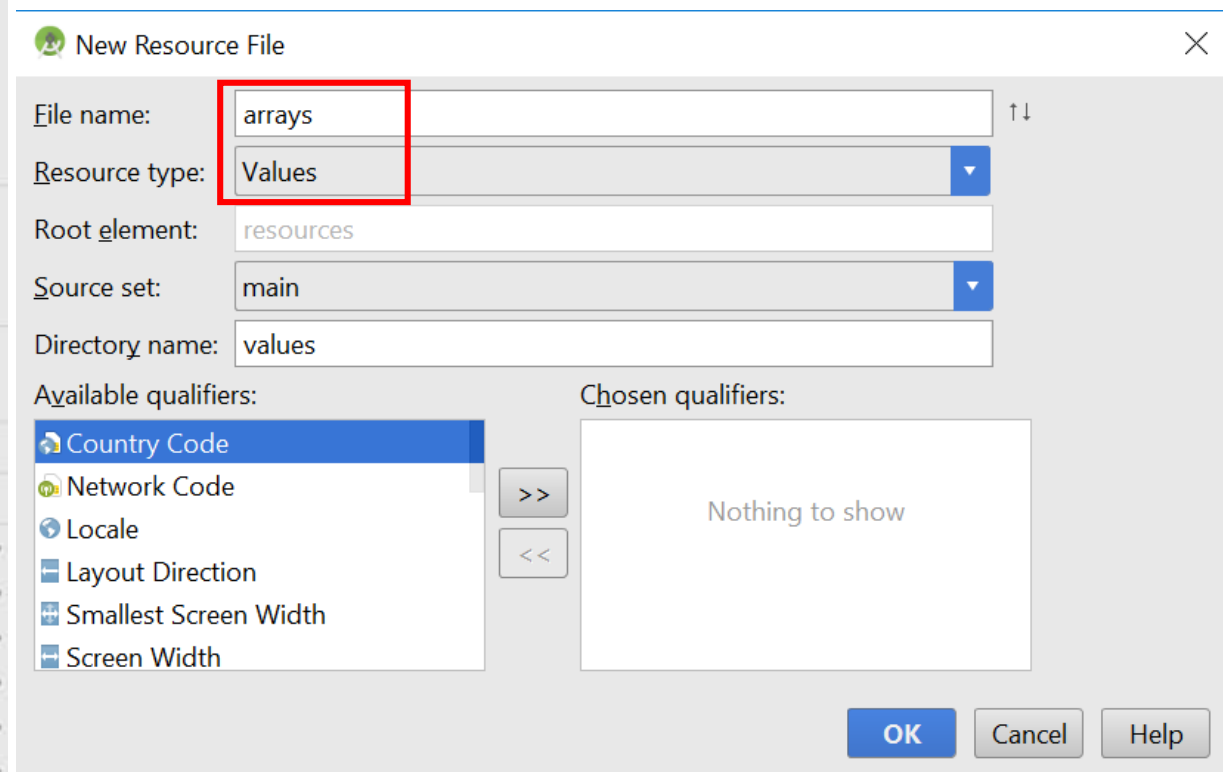 New Resource File
File name: arrays
Resource type: Values
Root element: resources
Source set: main
Directory name: values
Available qualifiers: Chosen qualifiers:
Country Code
Network Code
Locale
Layout Direction
Smallest Screen Width
Screen Width
>>
<<
Nothing to show
OK Cancel Help